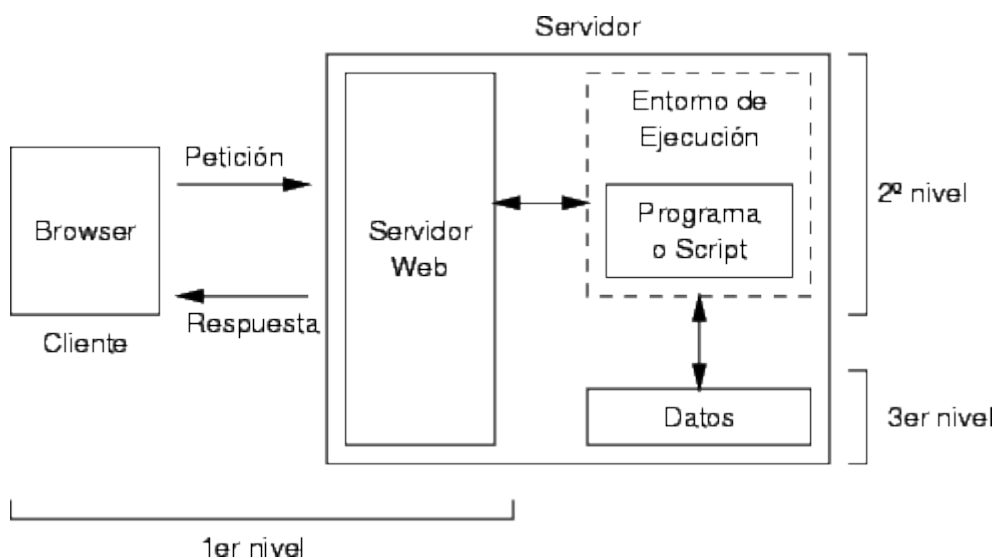 Servidor
Entorno de
Ejecución
Petición
2º nivel
Browser
Servidor
Web
Programa
o Script
Respuesta
Cliente
Datos
3er nivel
1er nivel